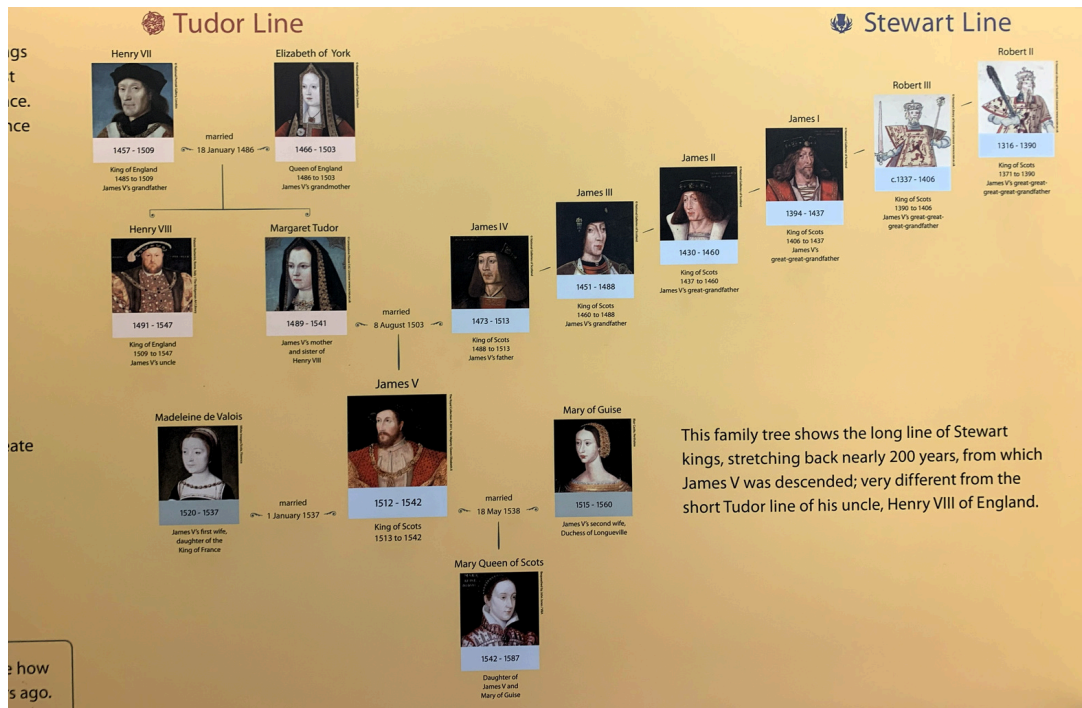 Tudor Line
Stewart Line
ngs
st
nce.
nce
Henry VII
1457 - 1509
King of England
1485 to 1509
James V's grandfather
married
18 January 1486
Elizabeth of York
1466 - 1503
Queen of England
1486 to 1503
James V's grandmother
Robert II
1316 - 1390
King of Scots
1371 to 1390
James V's great-great-
great-great-grandfather
Robert III
c.1337 - 1406
King of Scots
1390 to 1406
James V's great-great-
great-grandfather
James I
1394 - 1437
King of Scots
1406 to 1437
James V's
great-great-grandfather
James II
1430 - 1460
King of Scots
1437 to 1460
James V's great-grandfather
James III
1451 - 1488
King of Scots
1460 to 1488
James V's grandfather
Henry VIII
1491 - 1547
King of England
1509 to 1547
James V's uncle
Margaret Tudor
1489 - 1541
James V's mother
and sister of
Henry VIII
married
8 August 1503
James IV
1473 - 1513
King of Scots
1488 to 1513
James V's father
eate
Madeleine de Valois
1520 - 1537
James V's first wife,
daughter of the
King of France
married
1 January 1537
James V
1512 - 1542
King of Scots
1513 to 1542
married
18 May 1538
Mary of Guise
1515 - 1560
James V's second wife,
Duchess of Longueville
Mary Queen of Scots
1542 - 1587
Daughter of
James V and
Mary of Guise
This family tree shows the long line of Stewart
kings, stretching back nearly 200 years, from which
James V was descended; very different from the
short Tudor line of his uncle, Henry VIII of England.
e how
s ago.